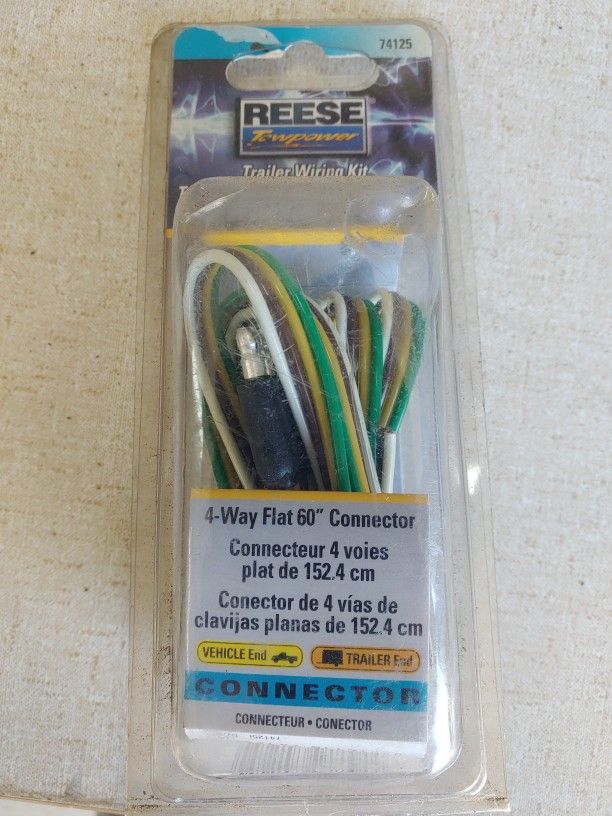 74125
REESE
Towpower
Trailer Wiring Kit
4-Way Flat 60" Connector
Connecteur 4 voies
plat de 152.4 cm
Conector de 4 vías de
clavijas planas de 152.4 cm
VEHICLE End TRAILER End
CONNECTOR
CONNECTEUR • CONECTOR